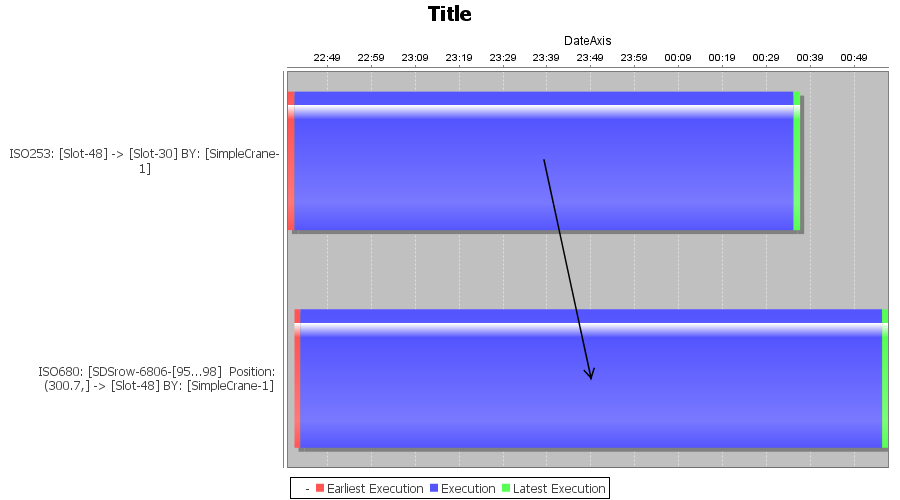 Title
DateAxis
22:49 22:59 23:09 23:19 23:29 23:39 23:49 23:59 00:09 00:19 00:29 00:39 00:49
ISO253: [Slot-48] -> [Slot-30] BY: [SimpleCrane-
1]
ISO680: [SDSrow-6806-[95...98] Position:
(300.7,] -> [Slot-48] BY: [SimpleCrane-1]
- Earliest Execution Execution Latest Execution